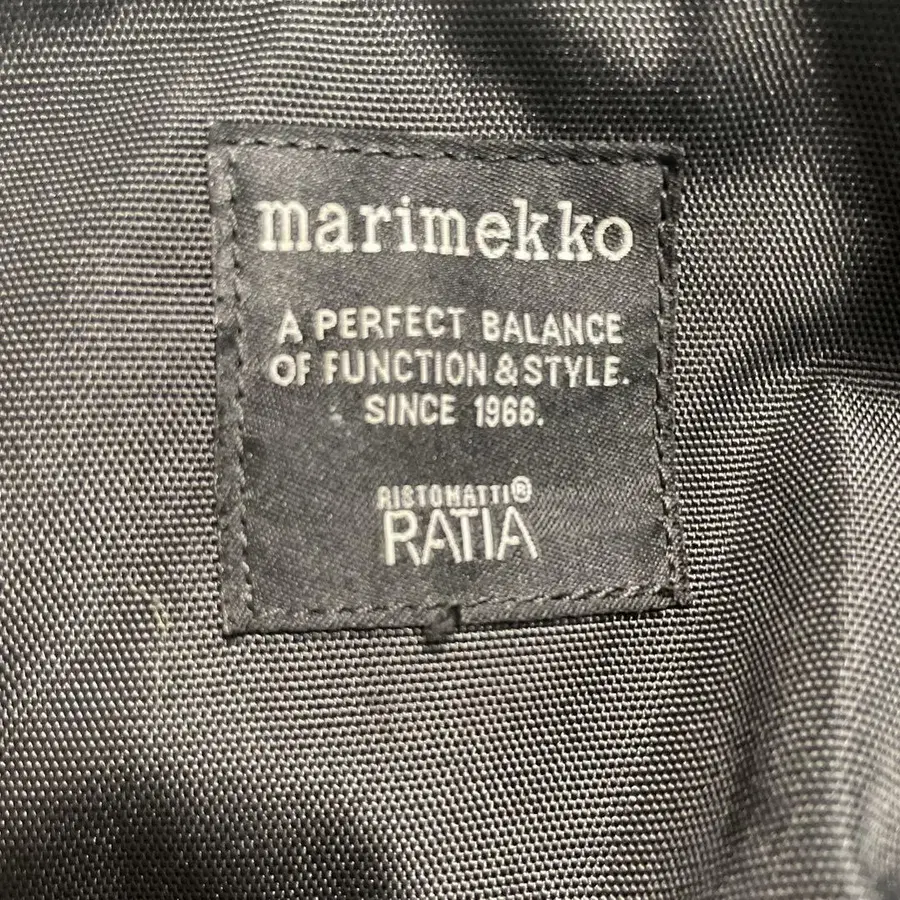 marimekko
A PERFECT BALANCE
OF FUNCTION & STYLE.
SINCE 1966.
RISTOMATTI®
RATIA